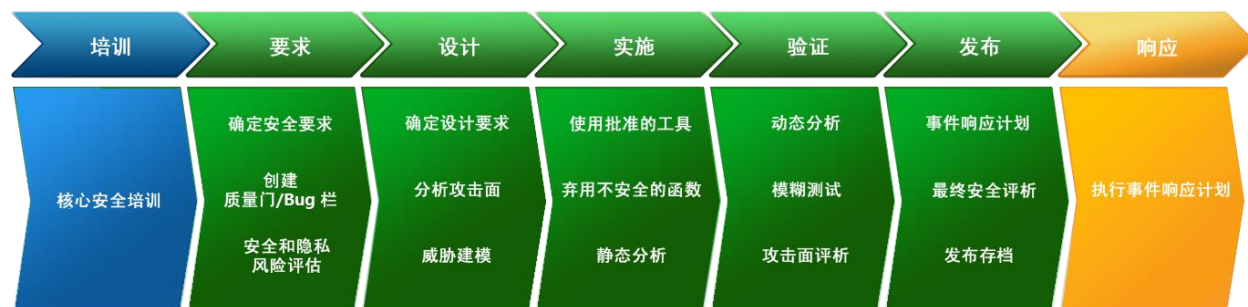 培训
要求
设计
实施
验证
发布
响应
核心安全培训
确定安全要求
创建
质量门/Bug 栏
安全和隐私
风险评估
确定设计要求
分析攻击面
威胁建模
使用批准的工具
弃用不安全的函数
静态分析
动态分析
模糊测试
攻击面评析
事件响应计划
最终安全评析
发布存档
执行事件响应计划